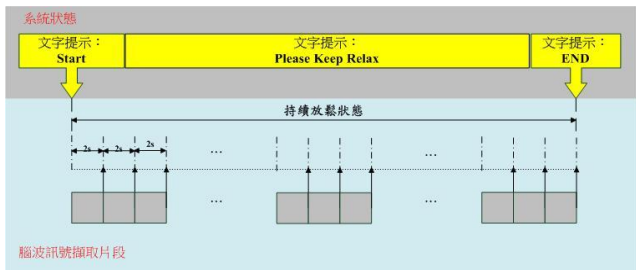 系統狀態
文字提示：
Start
文字提示：
Please Keep Relax
文字提示：
END
持續放鬆狀態
2s
2s
2s
...
...
...
...
腦波訊號擷取片段